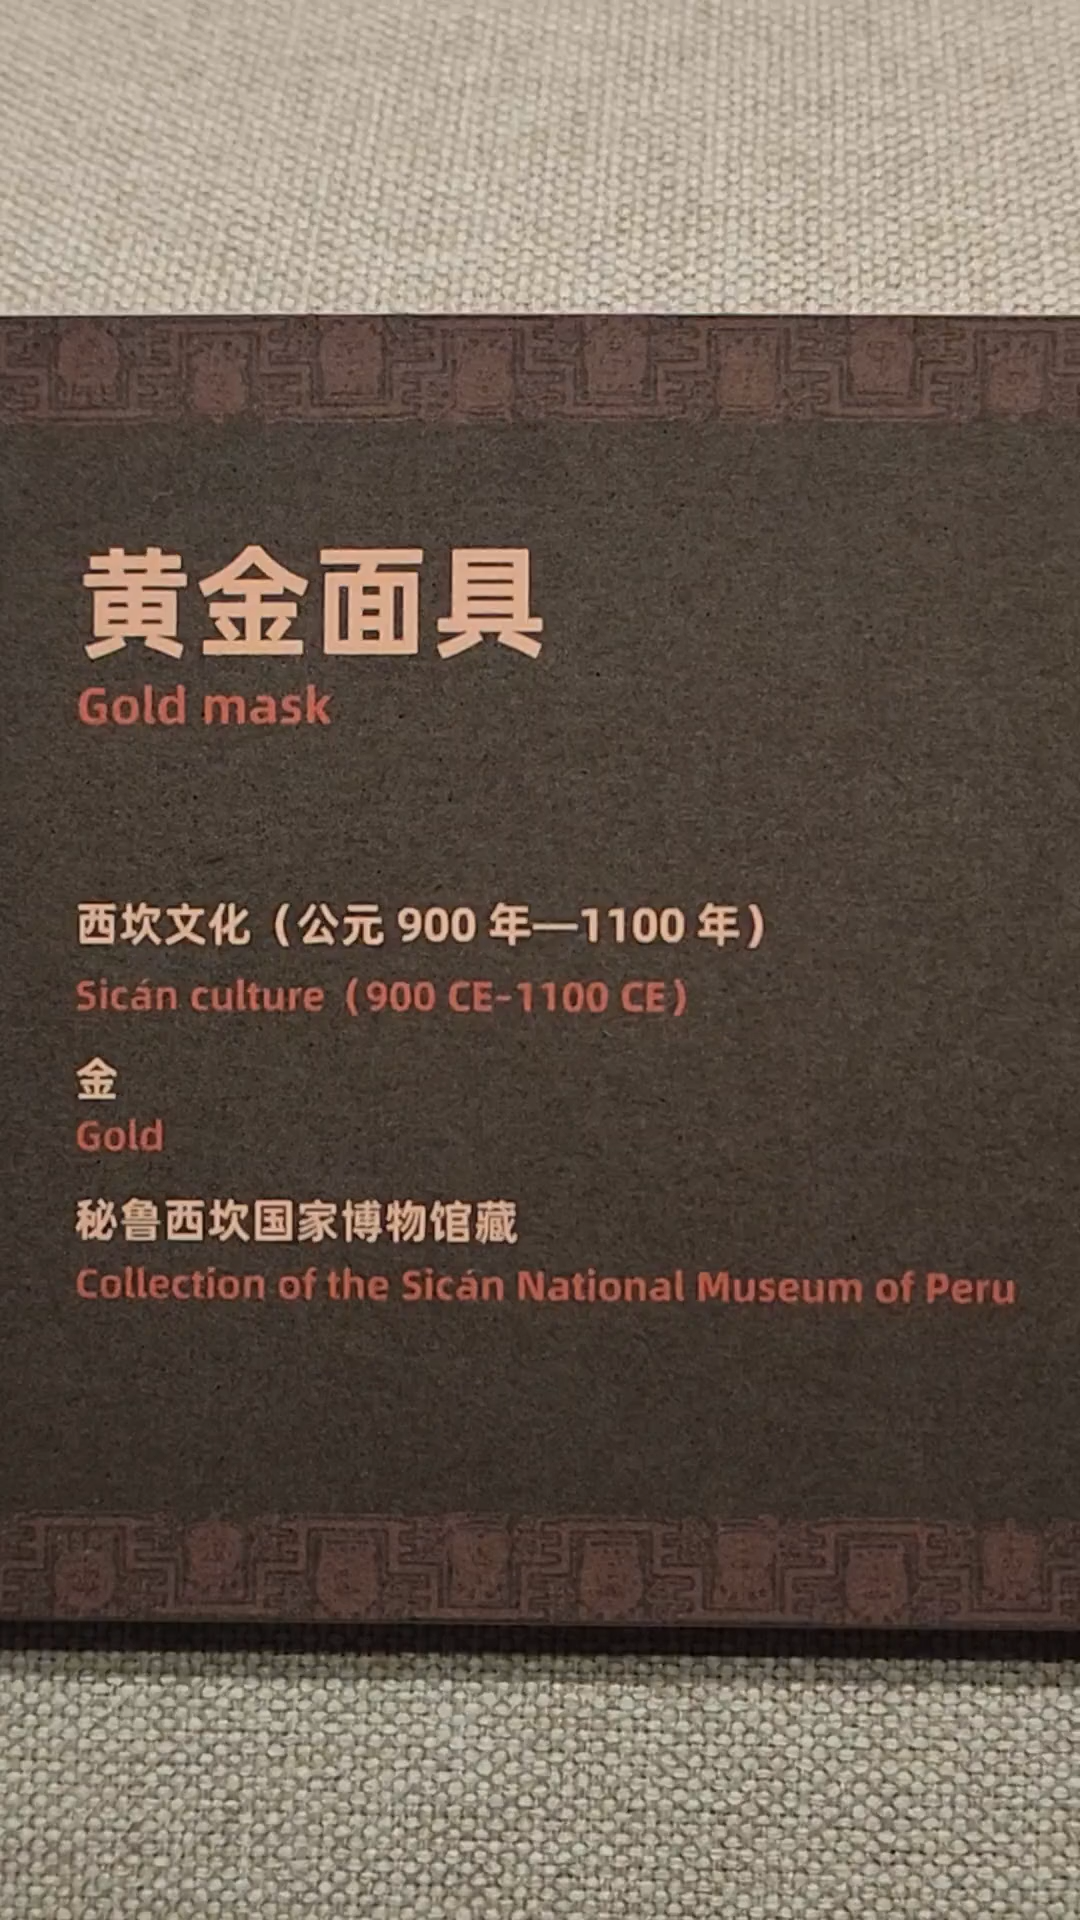 黄金面具
Gold mask
西坎文化（公元 900 年—1100 年）
Sicán culture（900 CE–1100 CE）
金
Gold
秘鲁西坎国家博物馆藏
Collection of the Sicán National Museum of Peru